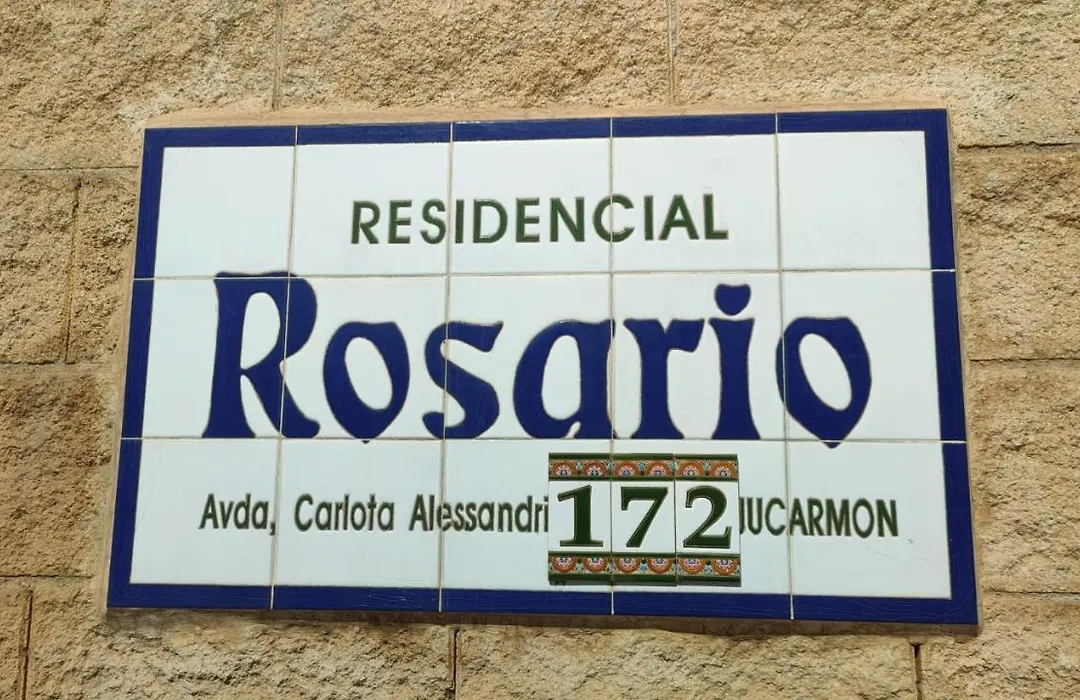 RESIDENCIAL
Rosario
Avda, Carlota Alessandri 172 JUCARMON